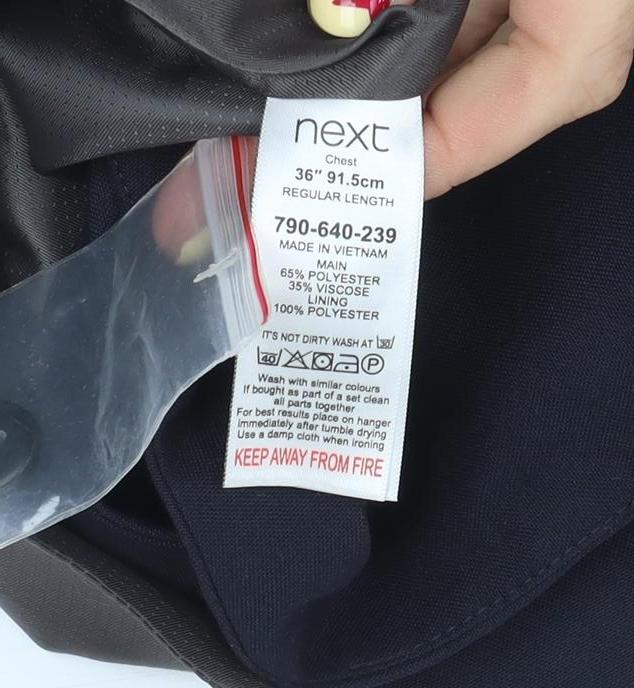 next
Chest
36" 91.5cm
REGULAR LENGTH
790-640-239
MADE IN VIETNAM
MAIN
65% POLYESTER
35% VISCOSE
LINING
100% POLYESTER
IT'S NOT DIRTY WASH AT 30
40 P
Wash with similar colours
If bought as part of a set clean
all parts together
For best results place on hanger
immediately after tumble drying
Use a damp cloth when ironing
KEEP AWAY FROM FIRE